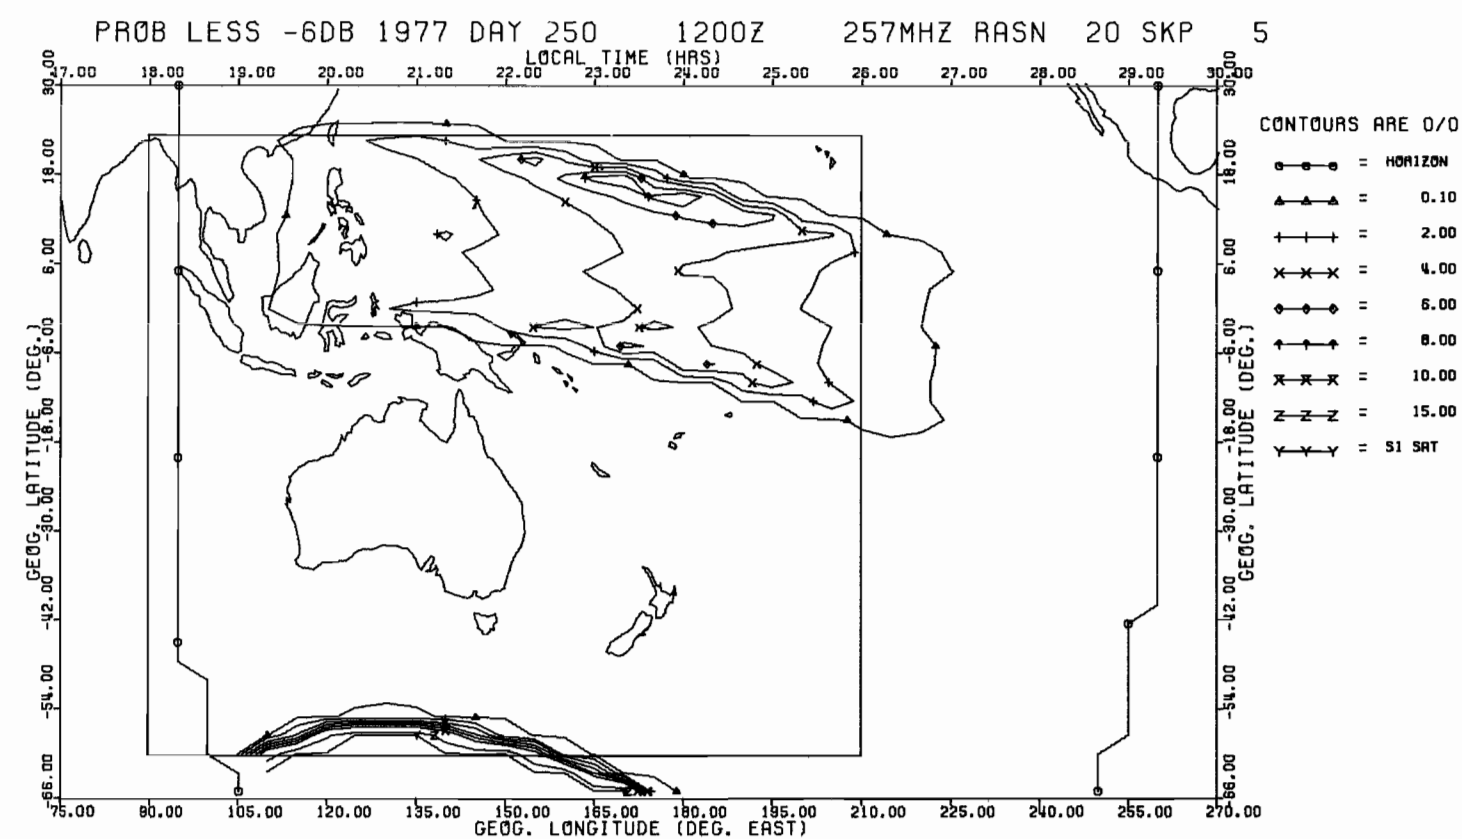 PROB LESS -6DB 1977 DAY 250 1200Z 257MHZ RASN 20 SKP 5
LOCAL TIME (HRS)
17.00 18.00 19.00 20.00 21.00 22.00 23.00 24.00 25.00 26.00 27.00 28.00 29.00 30.00
GEOG. LATITUDE (DEG.)
30.00
18.00
6.00
-6.00
-18.00
-30.00
-42.00
-54.00
-66.00
GEOG. LATITUDE (DEG.)
30.00
18.00
6.00
-6.00
-18.00
-30.00
-42.00
-54.00
-66.00
75.00 90.00 105.00 120.00 135.00 150.00 165.00 180.00 195.00 210.00 225.00 240.00 255.00 270.00
GEOG. LONGITUDE (DEG. EAST)
CONTOURS ARE 0/0
= HORIZON
= 0.10
= 2.00
= 4.00
= 6.00
= 8.00
= 10.00
= 15.00
= S1 SAT